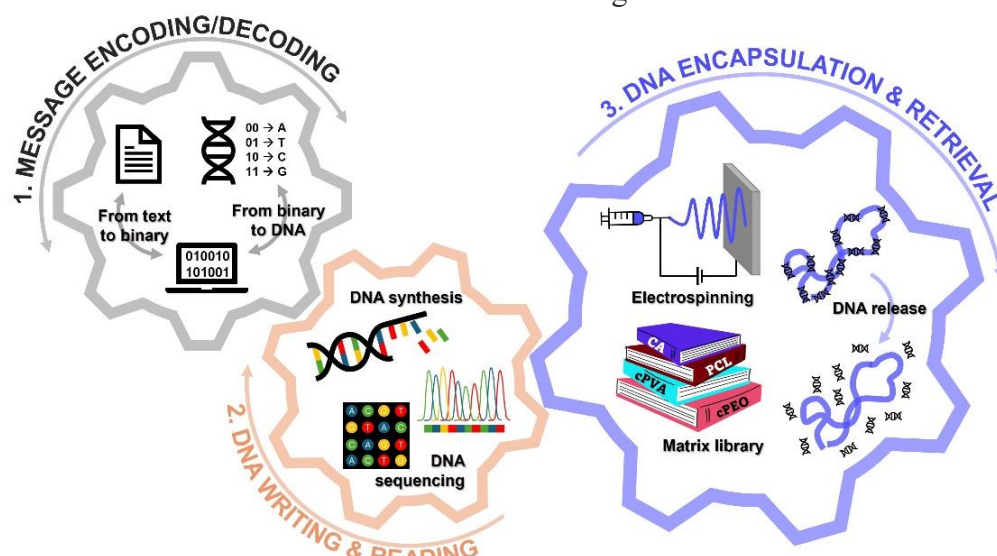 g
1. MESSAGE ENCODING/DECODING
00 → A
01 → T
10 → C
11 → G
From text
to binary
From binary
to DNA
010010
101001
2. DNA WRITING & READING
DNA synthesis
A C G T
G T A C
C A G T
A C T G
DNA
sequencing
3. DNA ENCAPSULATION & RETRIEVAL
Electrospinning
DNA release
CA
PCL
cPVA
cPEO
Matrix library